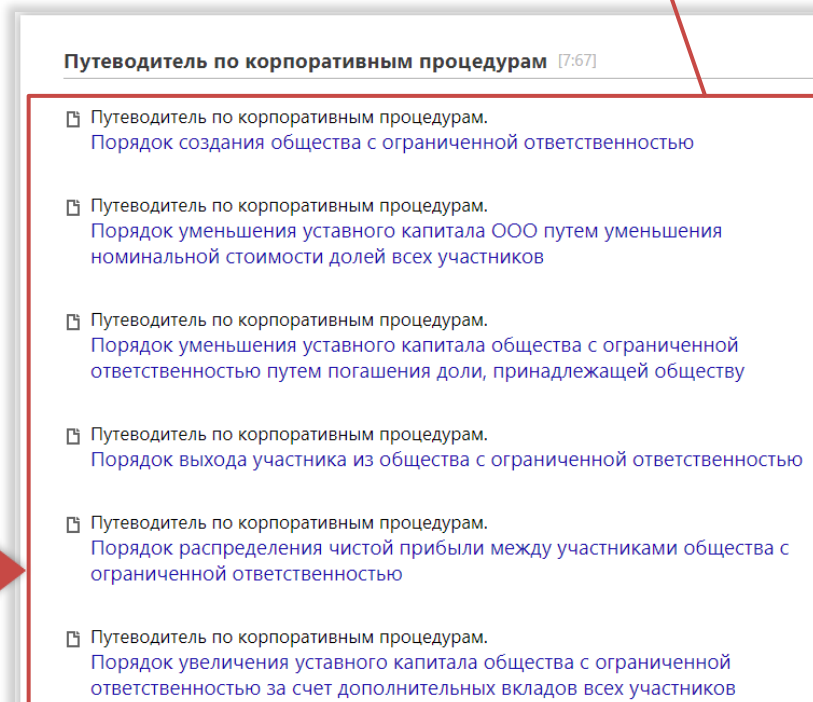 Путеводитель по корпоративным процедурам [7:67]
Путеводитель по корпоративным процедурам.
Порядок создания общества с ограниченной ответственностью
Путеводитель по корпоративным процедурам.
Порядок уменьшения уставного капитала ООО путем уменьшения
номинальной стоимости долей всех участников
Путеводитель по корпоративным процедурам.
Порядок уменьшения уставного капитала общества с ограниченной
ответственностью путем погашения доли, принадлежащей обществу
Путеводитель по корпоративным процедурам.
Порядок выхода участника из общества с ограниченной ответственностью
Путеводитель по корпоративным процедурам.
Порядок распределения чистой прибыли между участниками общества с
ограниченной ответственностью
Путеводитель по корпоративным процедурам.
Порядок увеличения уставного капитала общества с ограниченной
ответственностью за счет дополнительных вкладов всех участников